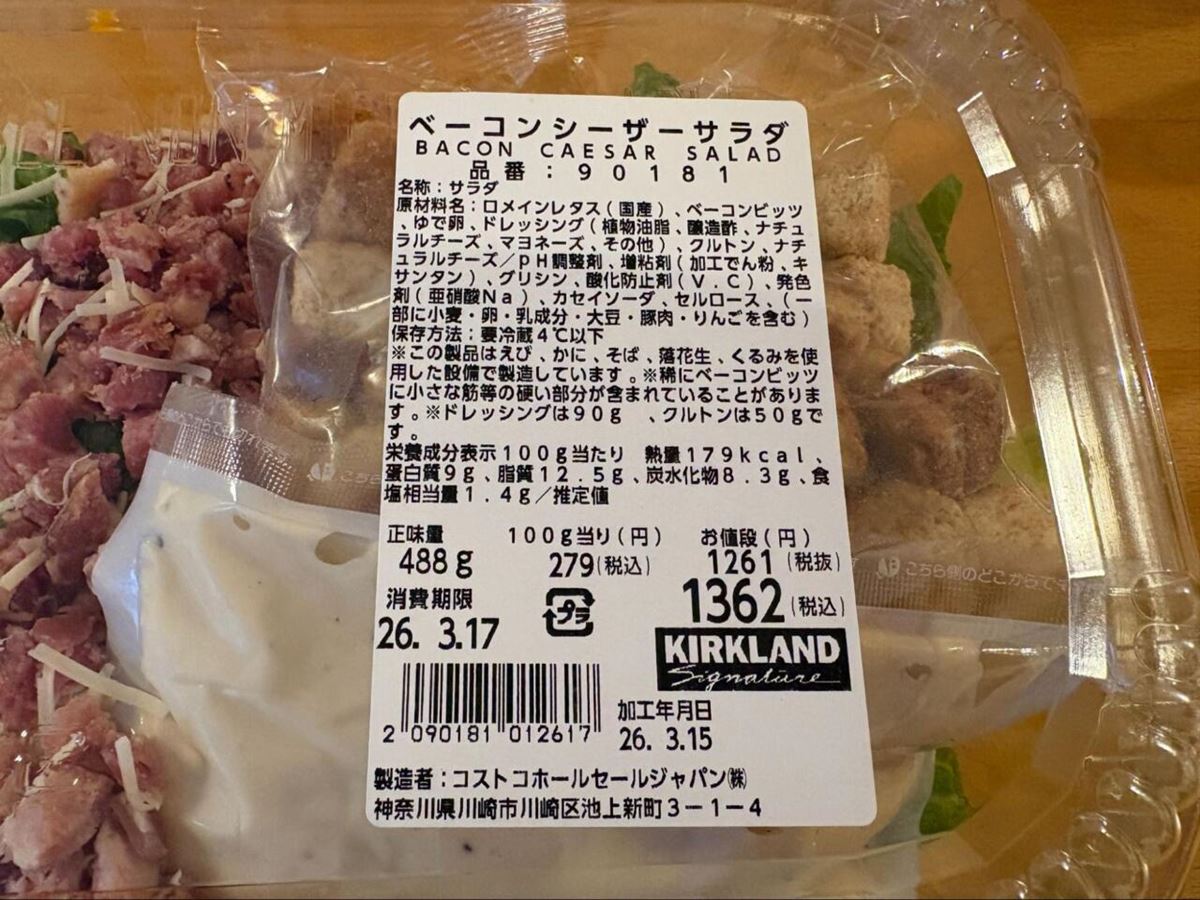 ベーコンシーザーサラダ
BACON CAESAR SALAD
品番：90181
名称：サラダ
原材料名：ロメインレタス(国産)、ベーコンビッツ
、ゆで卵、ドレッシング(植物油脂、醸造酢、ナチュ
ラルチーズ、マヨネーズ、その他)、クルトン、ナチ
ュラルチーズ／pH調整剤、増粘剤(加工でん粉、キ
サンタン)、グリシン、酸化防止剤(V.C)、発色
剤(亜硝酸Na)、カセイソーダ、セルロース、(一
部に小麦・卵・乳成分・大豆・豚肉・りんごを含む)
保存方法：要冷蔵4℃以下
※この製品はえび、かに、そば、落花生、くるみを使
用した設備で製造しています。※稀にベーコンビッツ
に小さな筋等の硬い部分が含まれていることがありま
す。※ドレッシングは90g 、クルトンは50gで
す。
栄養成分表示100g当たり 熱量179kcal、
蛋白質9g、脂質12.5g、炭水化物8.3g、食
塩相当量1.4g／推定値
正味量 100g当り(円) お値段(円)
488g 279(税込) 1261(税抜)
消費期限 プラ 1362(税込)
26. 3.17
KIRKLAND
Signature
2 090181 012617
加工年月日
26. 3.15
製造者：コストコホールセールジャパン㈱
神奈川県川崎市川崎区池上新町3－1－4
こちら側のどこからでも